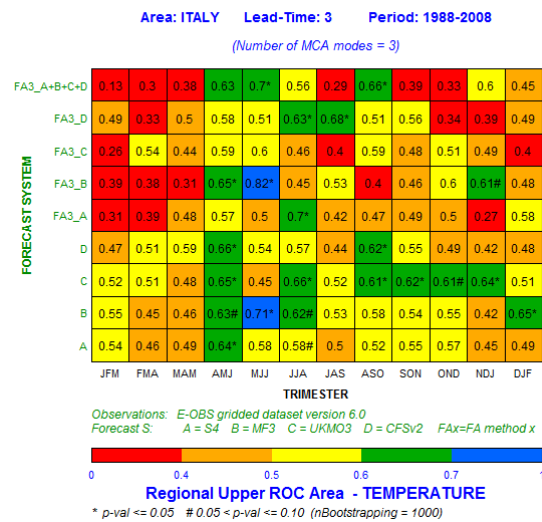 Area: ITALY Lead-Time: 3 Period: 1988-2008
(Number of MCA modes = 3)
FORECAST SYSTEM
FA3_A+B+C+D 0.13 0.3 0.38 0.63 0.7* 0.56 0.29 0.66* 0.39 0.33 0.6 0.45
FA3_D 0.49 0.33 0.5 0.58 0.51 0.63* 0.68* 0.51 0.56 0.34 0.39 0.49
FA3_C 0.26 0.54 0.44 0.59 0.6 0.46 0.4 0.59 0.48 0.51 0.49 0.4
FA3_B 0.39 0.38 0.31 0.65* 0.82* 0.45 0.53 0.4 0.46 0.6 0.61# 0.48
FA3_A 0.31 0.39 0.48 0.57 0.5 0.7* 0.42 0.47 0.49 0.5 0.27 0.58
D 0.47 0.51 0.59 0.66* 0.54 0.57 0.44 0.62* 0.55 0.49 0.42 0.48
C 0.52 0.51 0.48 0.65* 0.45 0.66* 0.52 0.61* 0.62* 0.61# 0.64* 0.51
B 0.55 0.45 0.46 0.63# 0.71* 0.62# 0.53 0.58 0.54 0.55 0.42 0.65*
A 0.54 0.46 0.49 0.64* 0.58 0.58# 0.5 0.52 0.55 0.57 0.45 0.49
JFM FMA MAM AMJ MJJ JJA JAS ASO SON OND NDJ DJF
TRIMESTER
Observations: E-OBS gridded dataset version 6.0
Forecast S: A = S4 B = MF3 C = UKMO3 D = CFSv2 FAx=FA method x
0 0.4 0.5 0.6 0.7 1
Regional Upper ROC Area - TEMPERATURE
* p-val <= 0.05 # 0.05 < p-val <= 0.10 (nBootstrapping = 1000)